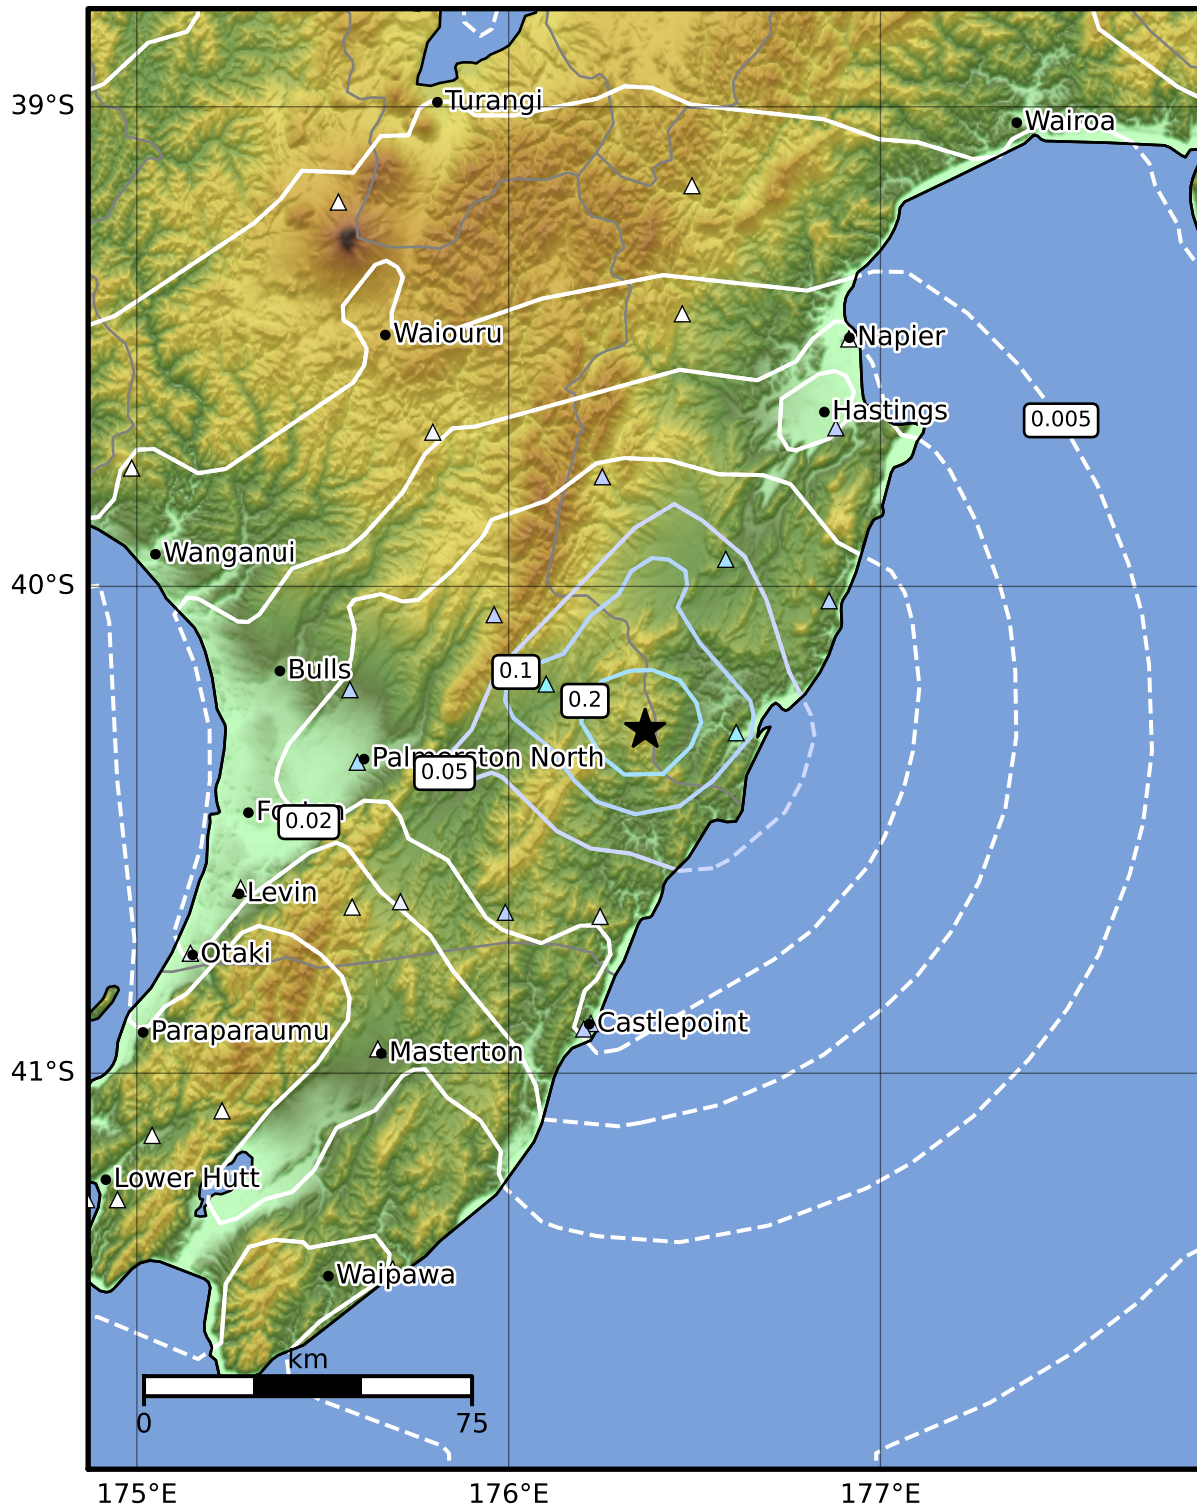 39°S
Turangi
Wairoa
Waiouru
Napier
Hastings
0.005
Wanganui
40°S
Bulls
0.1
0.2
Palmerston North
0.05
Foxton
0.02
Levin
Otaki
Paraparaumu
Castlepoint
Masterton
41°S
Lower Hutt
Waipawa
km
0
75
175°E
176°E
177°E